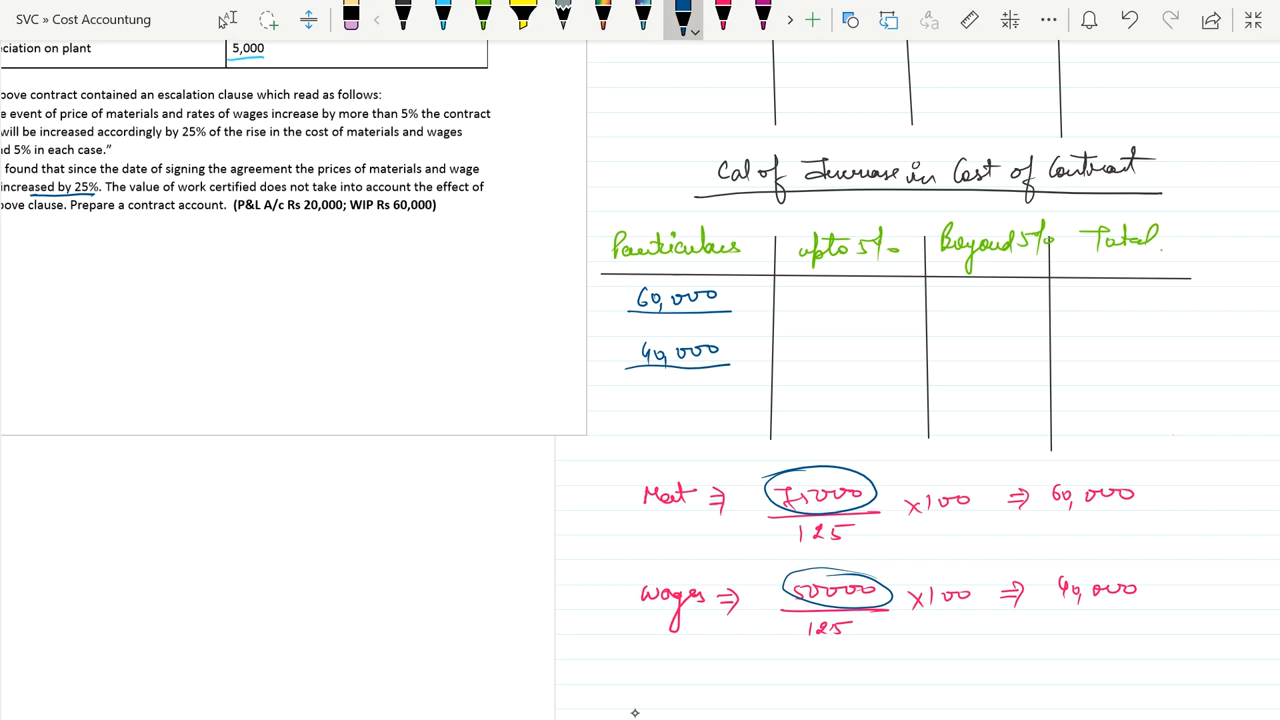 SVC » Cost Accountung
ciation on plant 5,000
bove contract contained an escalation clause which read as follows:
e event of price of materials and rates of wages increase by more than 5% the contract
will be increased accordingly by 25% of the rise in the cost of materials and wages
d 5% in each case.”
found that since the date of signing the agreement the prices of materials and wage
increased by 25%. The value of work certified does not take into account the effect of
bove clause. Prepare a contract account. (P&L A/c Rs 20,000; WIP Rs 60,000)
Cal of Increase in Cost of Contract
Particulars upto 5% Beyond 5% Total
60,000
40,000
Mat ⇒ 75000 / 125 × 100 ⇒ 60,000
Wages ⇒ 50000 / 125 × 100 ⇒ 40,000